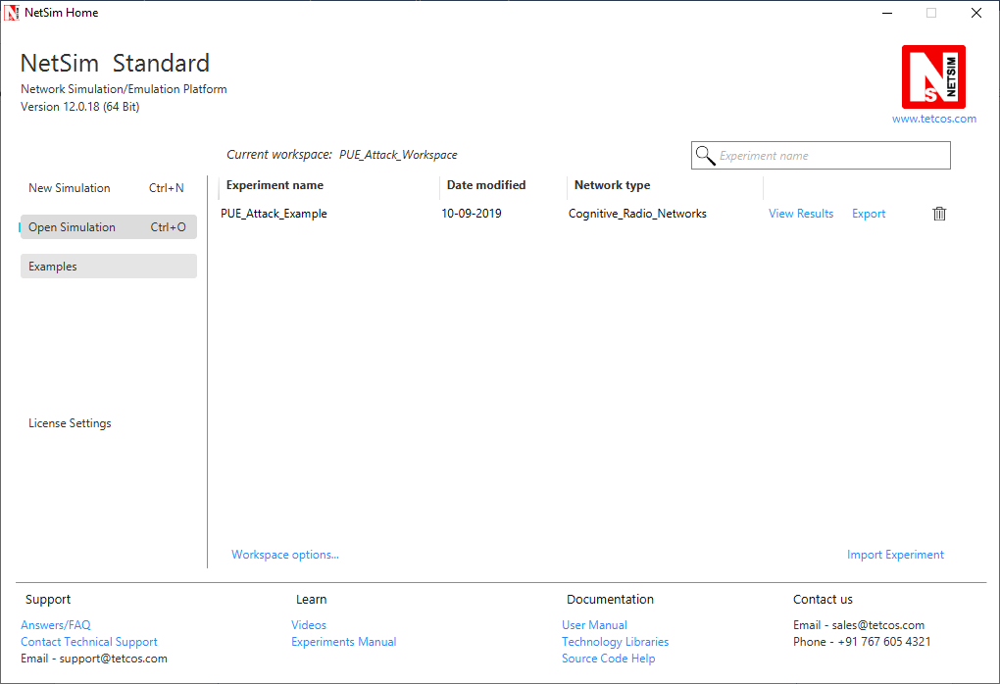 NetSim Home
NetSim Standard
Network Simulation/Emulation Platform
Version 12.0.18 (64 Bit)
NS NETSIM
www.tetcos.com
Current workspace: PUE_Attack_Workspace
Experiment name
New Simulation Ctrl+N
Open Simulation Ctrl+O
Examples
License Settings
Experiment name Date modified Network type
PUE_Attack_Example 10-09-2019 Cognitive_Radio_Networks View Results Export
Workspace options... Import Experiment
Support
Answers/FAQ
Contact Technical Support
Email - support@tetcos.com
Learn
Videos
Experiments Manual
Documentation
User Manual
Technology Libraries
Source Code Help
Contact us
Email - sales@tetcos.com
Phone - +91 767 605 4321